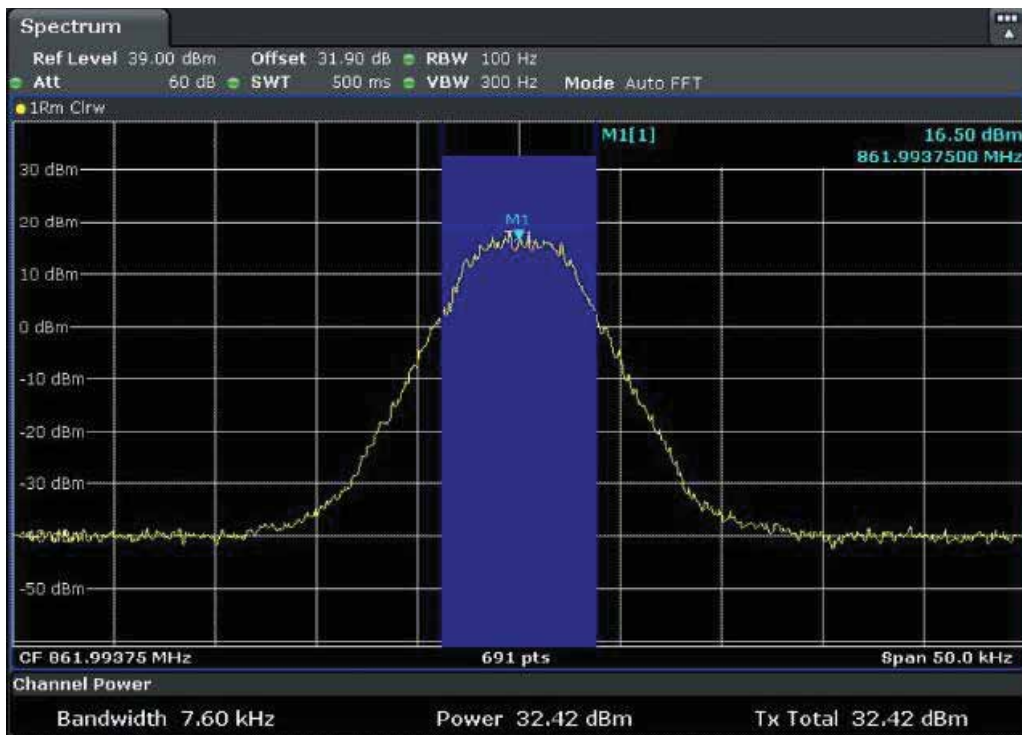 Spectrum
Ref Level 39.00 dBm Offset 31.90 dB RBW 100 Hz
Att 60 dB SWT 500 ms VBW 300 Hz Mode Auto FFT
1Rm Clrw
M1[1] 16.50 dBm
861.9937500 MHz
30 dBm
M1
20 dBm
10 dBm
0 dBm
-10 dBm
-20 dBm
-30 dBm
-40 dBm
-50 dBm
CF 861.99375 MHz 691 pts Span 50.0 kHz
Channel Power
Bandwidth 7.60 kHz Power 32.42 dBm Tx Total 32.42 dBm